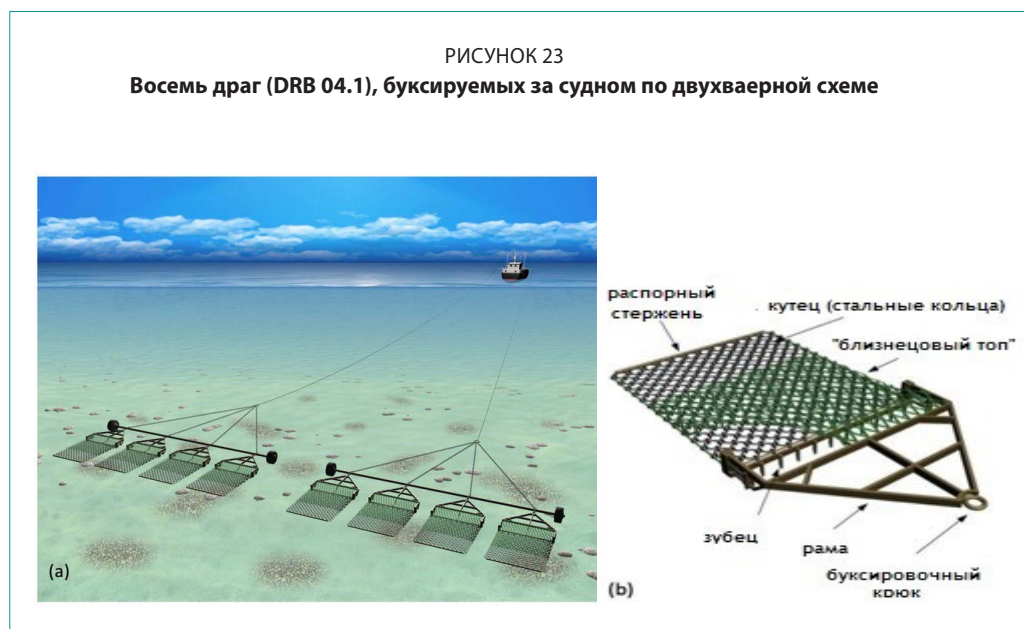 РИСУНОК 23
Восемь драг (DRB 04.1), буксируемых за судном по двухваерной схеме
распорный
стержень
. кутец (стальные кольца)
"близнецовый топ"
зубец
рама
буксировочный
крюк
(a)
(b)